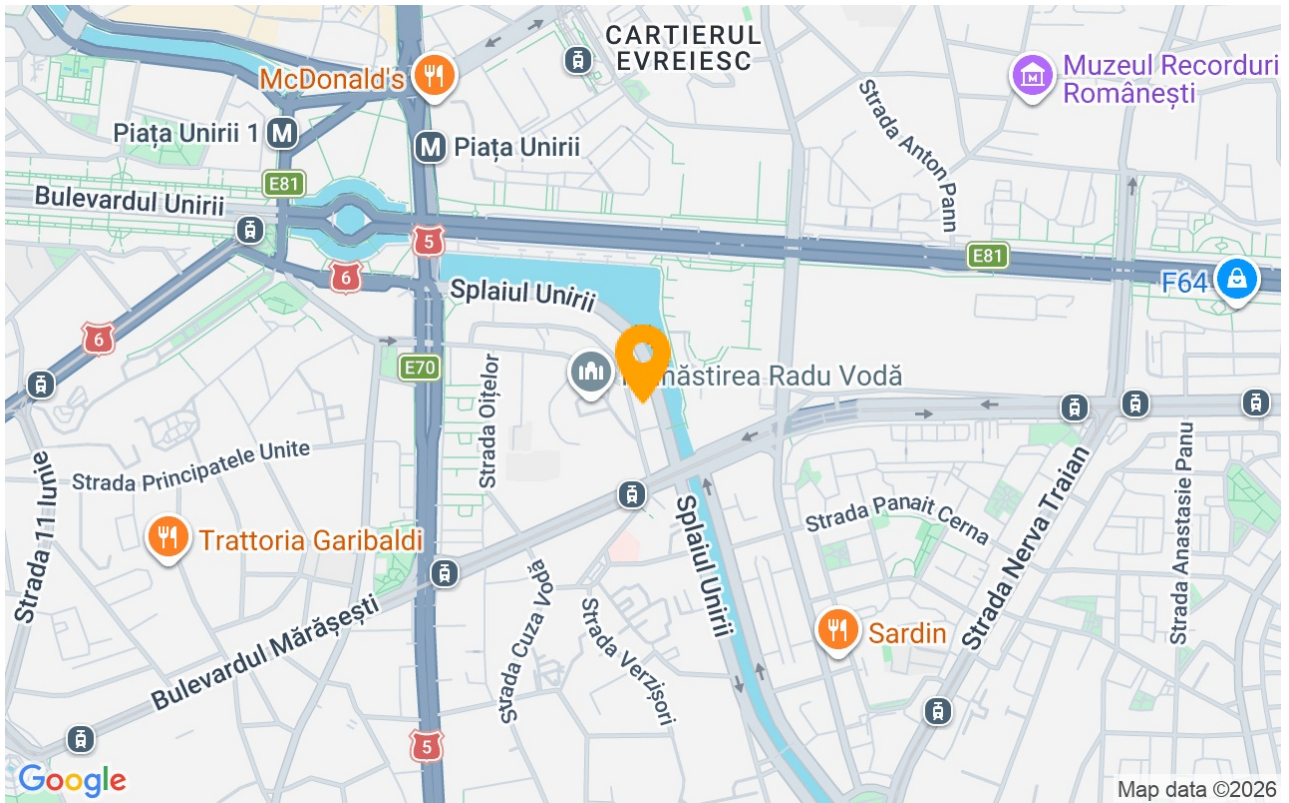 CARTIERUL
EVREIESC
McDonald's
Muzeul Recorduri
Românești
Piața Unirii 1
M
M
Piața Unirii
Strada Anton Pann
E81
Bulevardul Unirii
5
E81
6
F64
Splaiul Unirii
6
E70
Strada Oițelor
năstirea Radu Vodă
Strada Principatele Unite
Strada 11 Iunie
Trattoria Garibaldi
Strada Panait Cerna
Strada Nerva Traian
Strada Anastasie Panu
Splaiul Unirii
Bulevardul Mărășești
Strada Cuza Vodă
Strada Verzișori
Sardin
5
Google
Map data ©2026